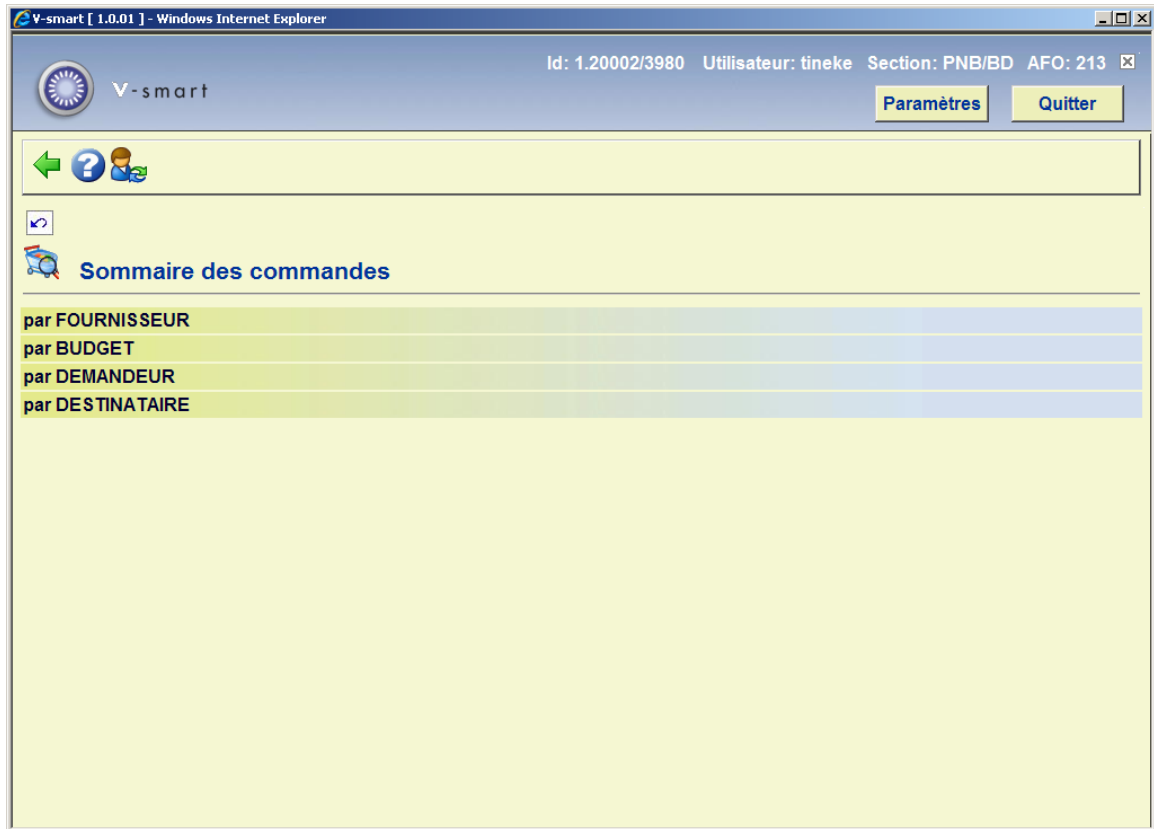 V-smart [ 1.0.01 ] - Windows Internet Explorer
Id: 1.20002/3980 Utilisateur: tineke Section: PNB/BD AFO: 213
V-smart
Paramètres Quitter
Sommaire des commandes
par FOURNISSEUR
par BUDGET
par DEMANDEUR
par DESTINATAIRE